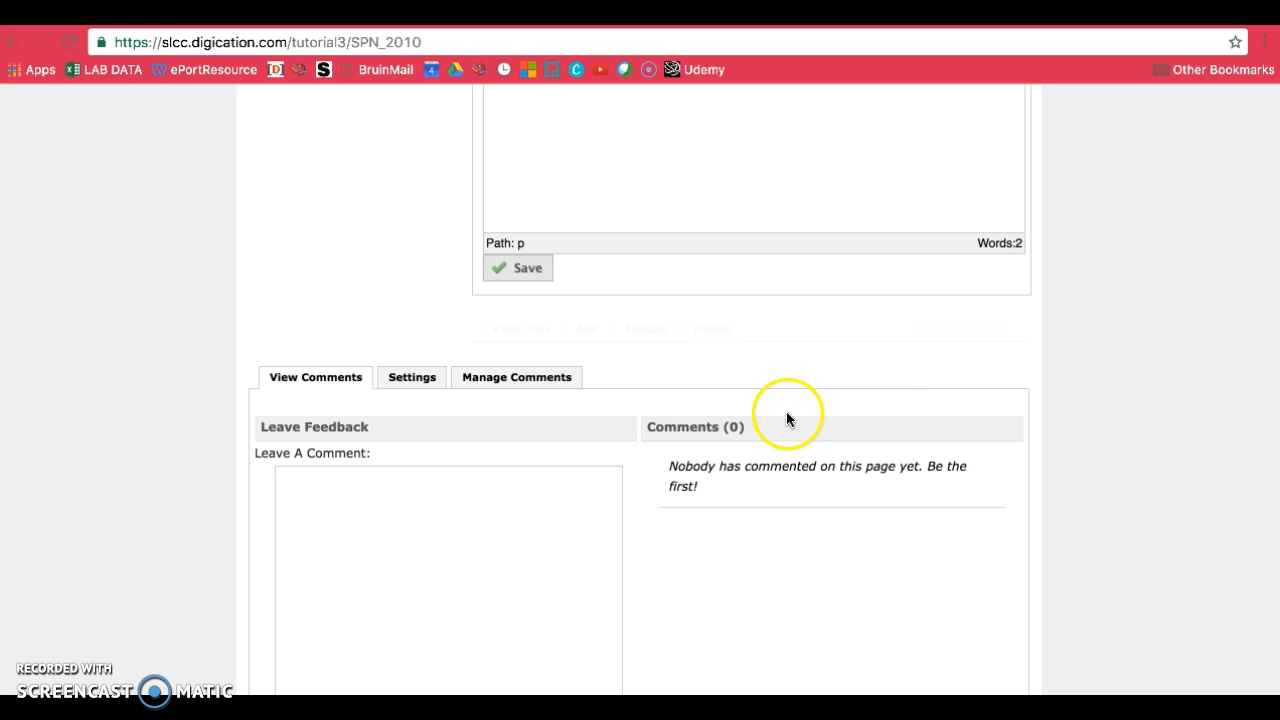 https://slcc.digication.com/tutorial3/SPN_2010
Apps LAB DATA ePortResource BruinMail Udemy Other Bookmarks
Path: p Words:2
Save
View Comments Settings Manage Comments
Leave Feedback Comments (0)
Leave A Comment:
Nobody has commented on this page yet. Be the
first!
RECORDED WITH
SCREENCAST MATIC